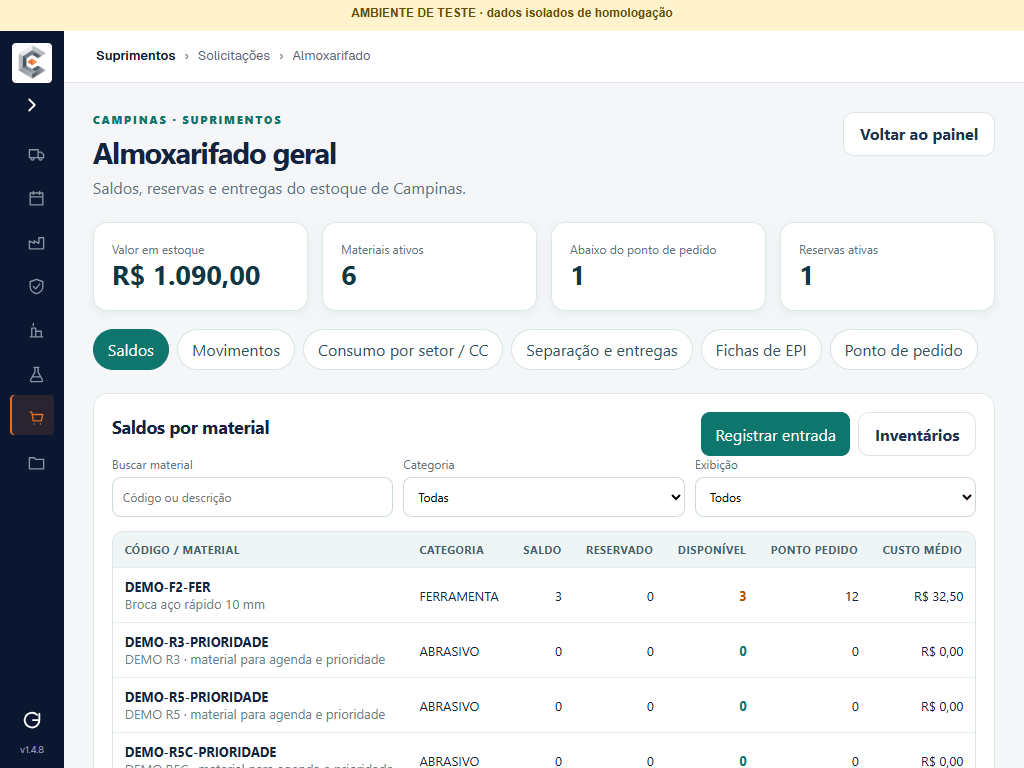 AMBIENTE DE TESTE · dados isolados de homologação
Suprimentos › Solicitações › Almoxarifado
CAMPINAS · SUPRIMENTOS
Almoxarifado geral
Saldos, reservas e entregas do estoque de Campinas.
Voltar ao painel
Valor em estoque
R$ 1.090,00
Materiais ativos
6
Abaixo do ponto de pedido
1
Reservas ativas
1
Saldos Movimentos Consumo por setor / CC Separação e entregas Fichas de EPI Ponto de pedido
Saldos por material
Registrar entrada Inventários
Buscar material Categoria Exibição
Código ou descrição Todas Todos
CÓDIGO / MATERIAL CATEGORIA SALDO RESERVADO DISPONÍVEL PONTO PEDIDO CUSTO MÉDIO
DEMO-F2-FER
Broca aço rápido 10 mm
FERRAMENTA 3 0 3 12 R$ 32,50
DEMO-R3-PRIORIDADE
DEMO R3 · material para agenda e prioridade
ABRASIVO 0 0 0 0 R$ 0,00
DEMO-R5-PRIORIDADE
DEMO R5 · material para agenda e prioridade
ABRASIVO 0 0 0 0 R$ 0,00
DEMO-R5C-PRIORIDADE
DEMO R5C · material para agenda e prioridade
ABRASIVO 0 0 0 0 R$ 0,00
v1.4.8